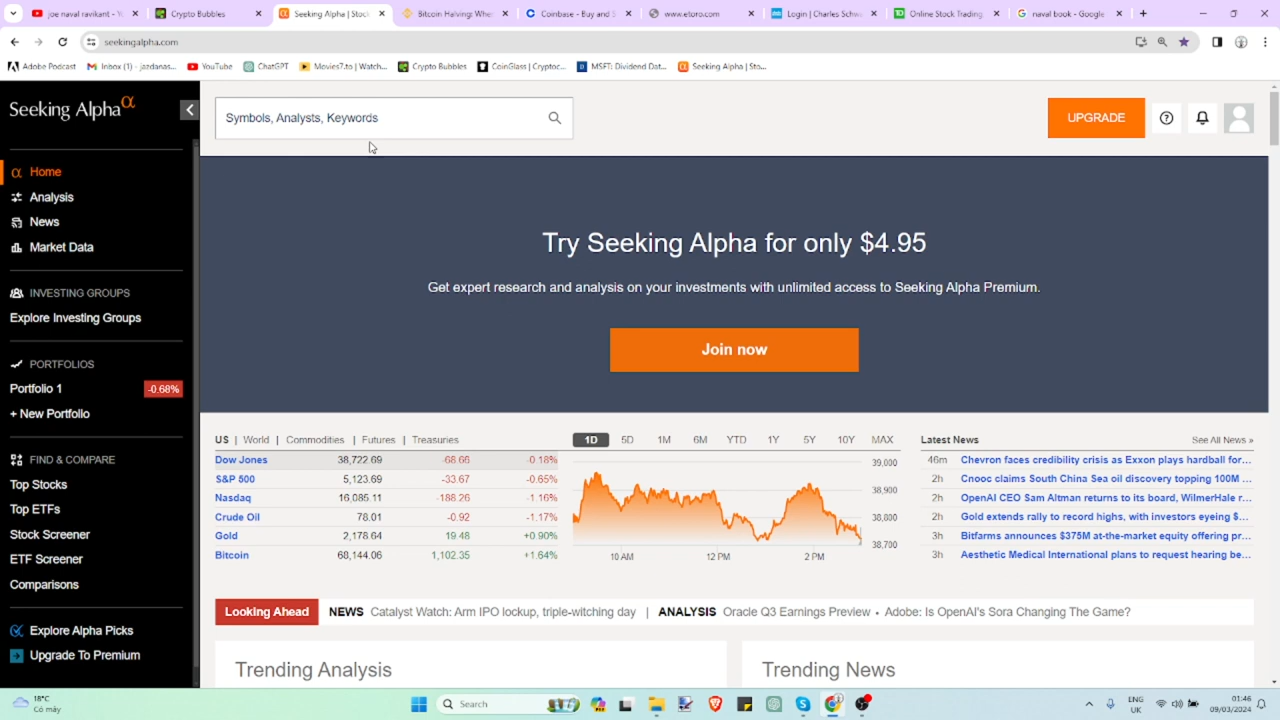 joe naval ravikant - YouTube
Crypto Bubbles
Seeking Alpha | Stock
Bitcoin Halving: Whe
Coinbase - Buy and S
www.etoro.com
Login | Charles Schw
Online Stock Trading
naval book - Google
seekingalpha.com
Adobe Podcast
Inbox (1) - jazdanas...
YouTube
ChatGPT
Movies7.to | Watch...
Crypto Bubbles
CoinGlass | Cryptoc...
MSFT: Dividend Dat...
Seeking Alpha | Sto...
Seeking Alpha α
Symbols, Analysts, Keywords
UPGRADE
Home
Analysis
News
Market Data
INVESTING GROUPS
Explore Investing Groups
PORTFOLIOS
Portfolio 1 -0.68%
+ New Portfolio
FIND & COMPARE
Top Stocks
Top ETFs
Stock Screener
ETF Screener
Comparisons
Explore Alpha Picks
Upgrade To Premium
Try Seeking Alpha for only $4.95
Get expert research and analysis on your investments with unlimited access to Seeking Alpha Premium.
Join now
US | World | Commodities | Futures | Treasuries
Dow Jones 38,722.69 -68.66 -0.18%
S&P 500 5,123.69 -33.67 -0.65%
Nasdaq 16,085.11 -188.26 -1.16%
Crude Oil 78.01 -0.92 -1.17%
Gold 2,178.64 19.48 +0.90%
Bitcoin 68,144.06 1,102.35 +1.64%
1D 5D 1M 6M YTD 1Y 5Y 10Y MAX
39,000
38,900
38,800
38,700
10 AM 12 PM 2 PM
Latest News See All News »
46m Chevron faces credibility crisis as Exxon plays hardball for...
2h Cnooc claims South China Sea oil discovery topping 100M ...
2h OpenAI CEO Sam Altman returns to its board, WilmerHale r...
2h Gold extends rally to record highs, with investors eyeing $...
3h Bitfarms announces $375M at-the-market equity offering pr...
3h Aesthetic Medical International plans to request hearing be...
Looking Ahead NEWS Catalyst Watch: Arm IPO lockup, triple-witching day | ANALYSIS Oracle Q3 Earnings Preview • Adobe: Is OpenAI's Sora Changing The Game?
Trending Analysis
Trending News
18°C
Có mây
Search
ENG
UK
01:46
09/03/2024